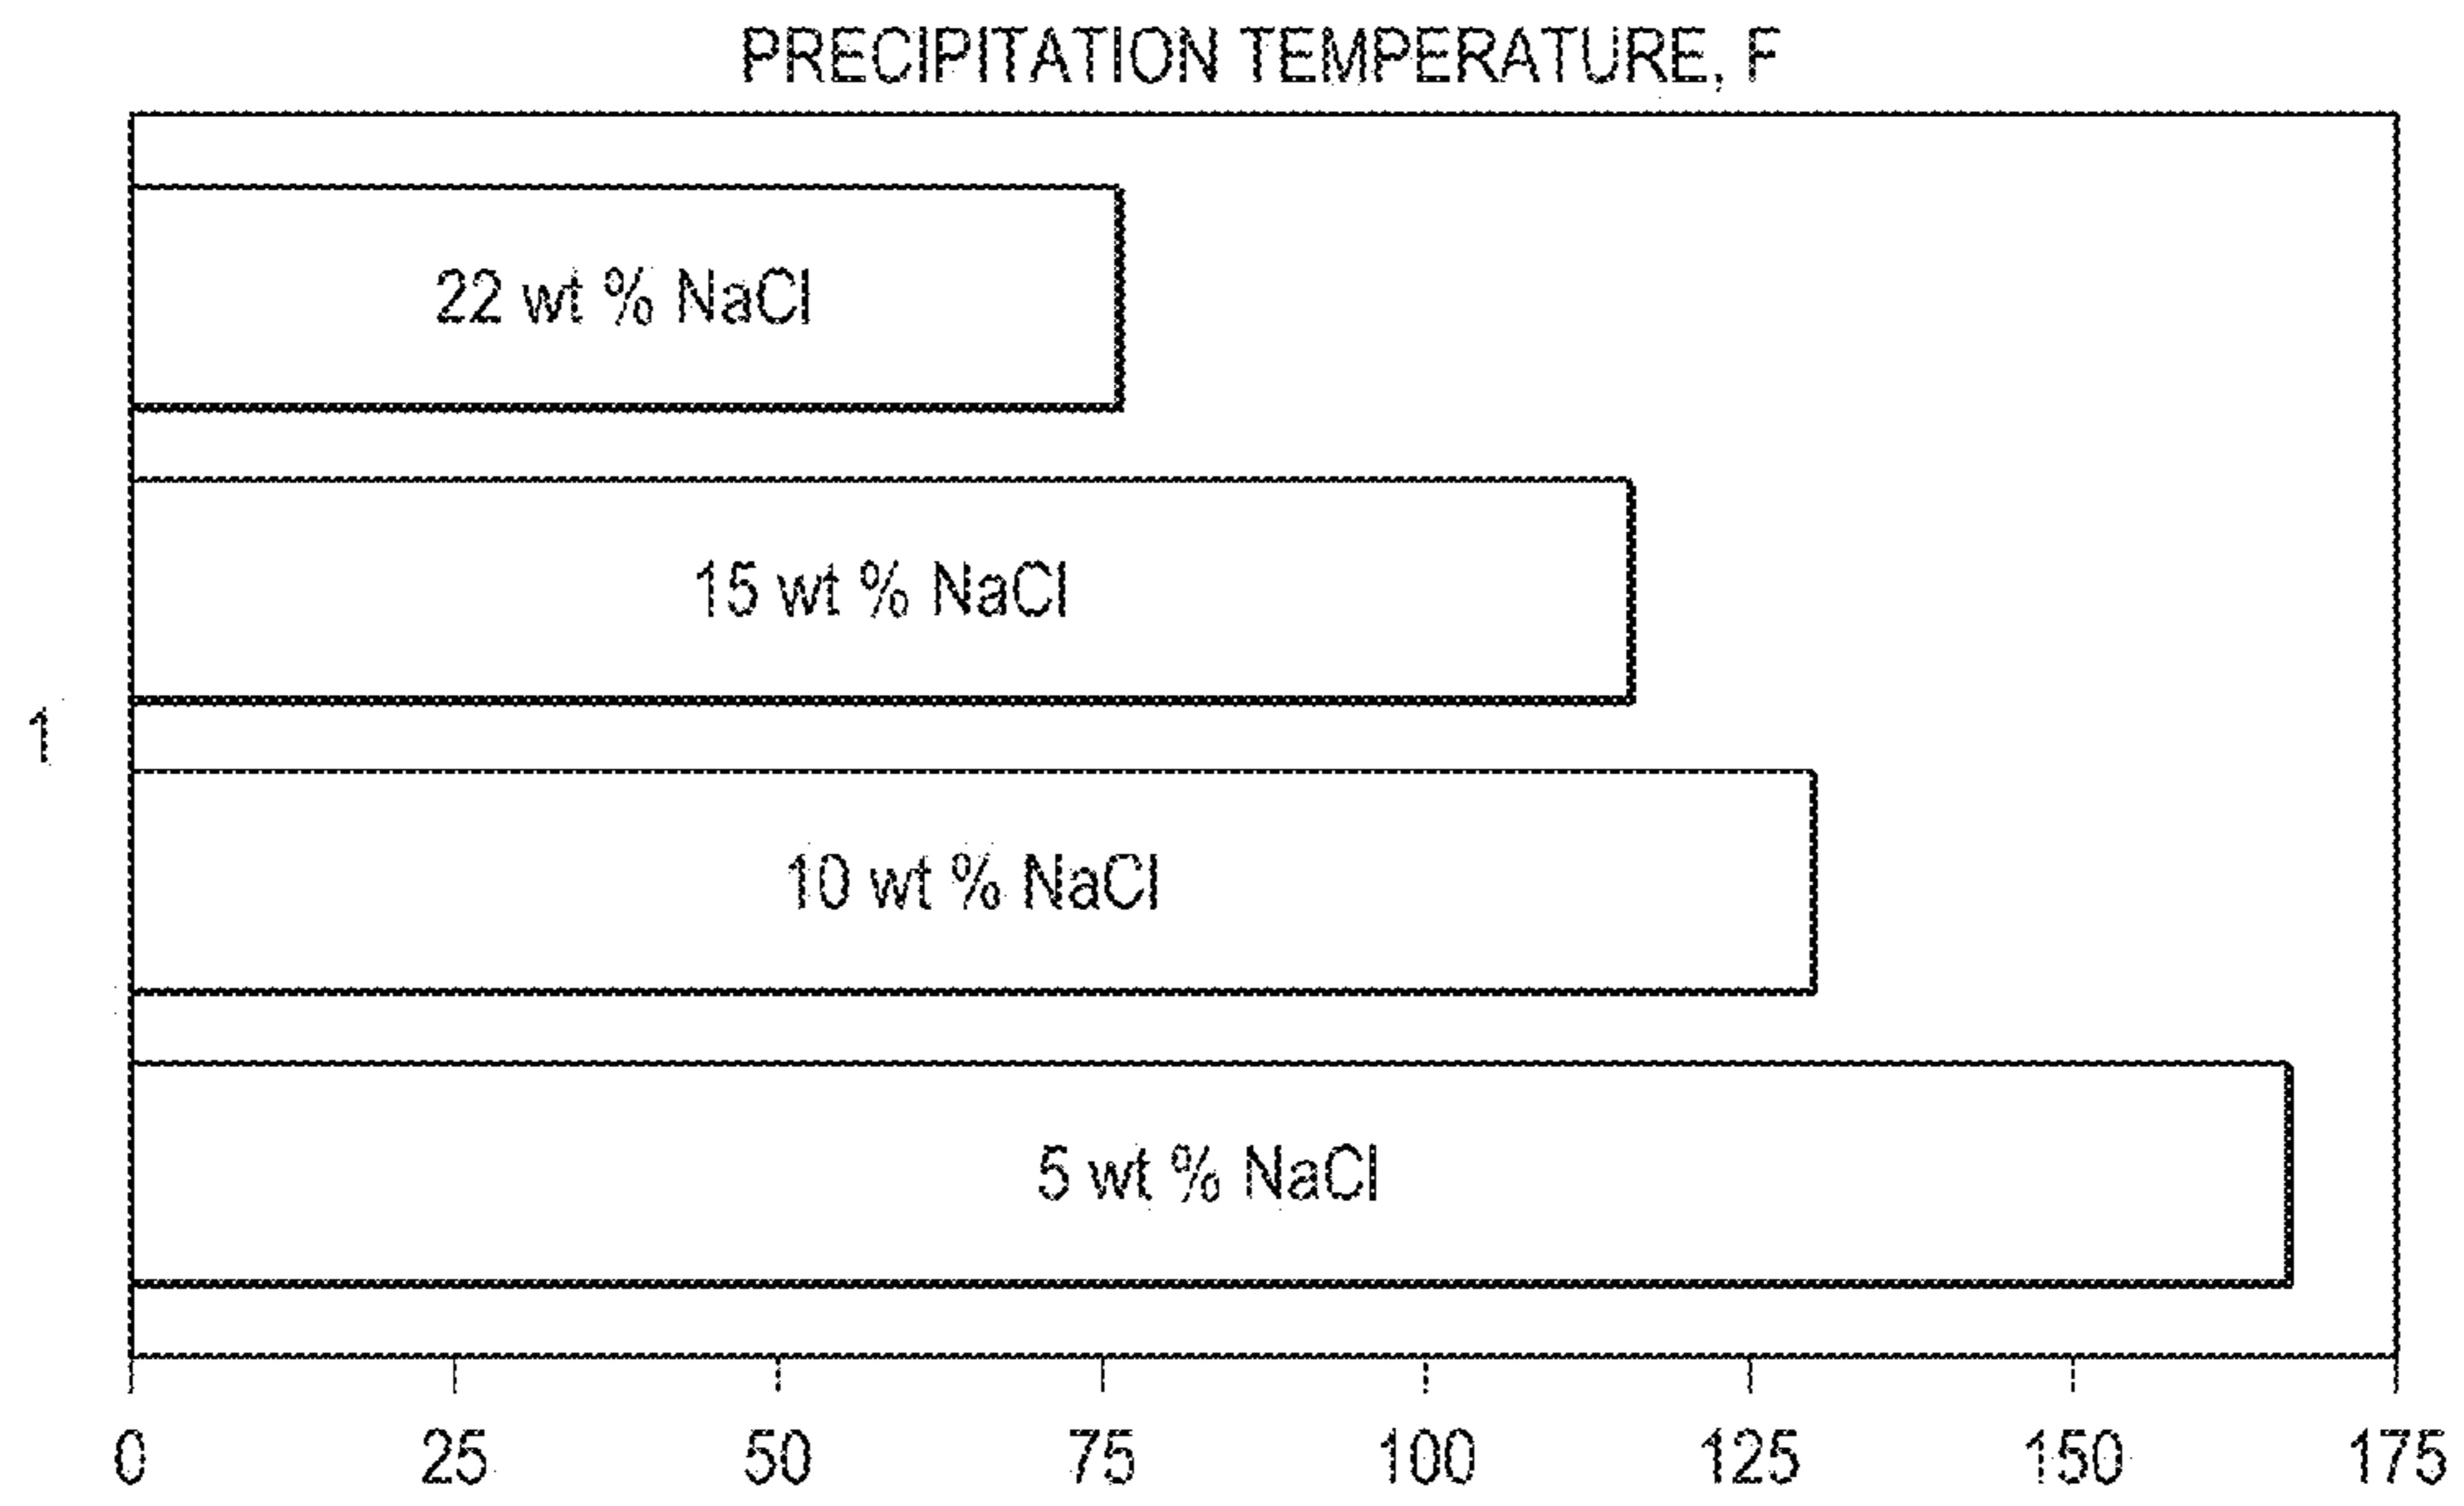 PRECIPITATION TEMPERATURE, F
22 wt % NaCl
15 wt % NaCl
1
10 wt % NaCl
5 wt % NaCl
0 25 50 75 100 125 150 175